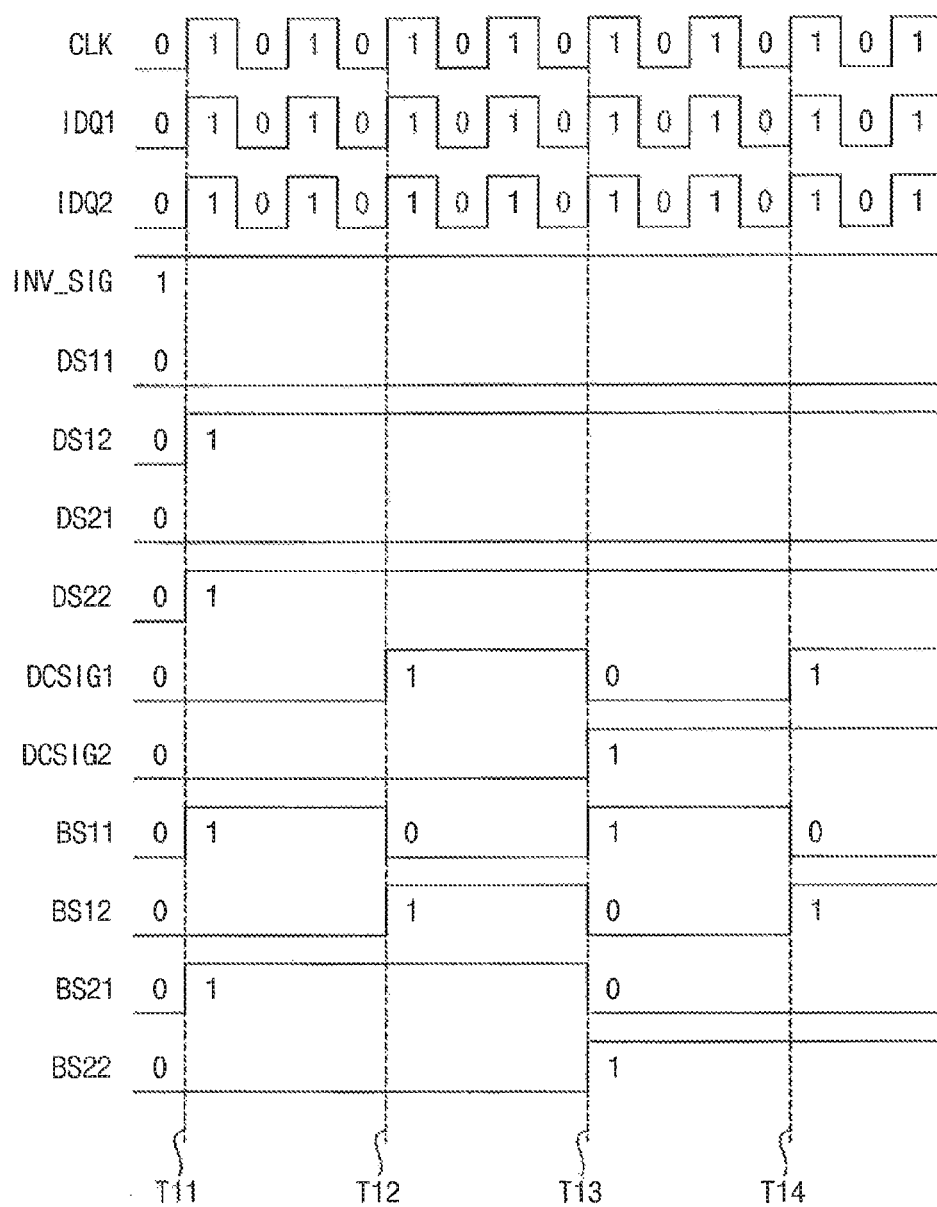 CLK 0 1 0 1 0 1 0 1 0 1 0 1 0 1 0 1
IDQ1 0 1 0 1 0 1 0 1 0 1 0 1 0 1 0 1
IDQ2 0 1 0 1 0 1 0 1 0 1 0 1 0 1 0 1
INV_SIG 1
DS11 0
DS12 0 1
DS21 0
DS22 0 1
DCSIG1 0 1 0 1
DCSIG2 0 1
BS11 0 1 0 1 0
BS12 0 1 0 1
BS21 0 1 0
BS22 0 1
T11 T12 T13 T14